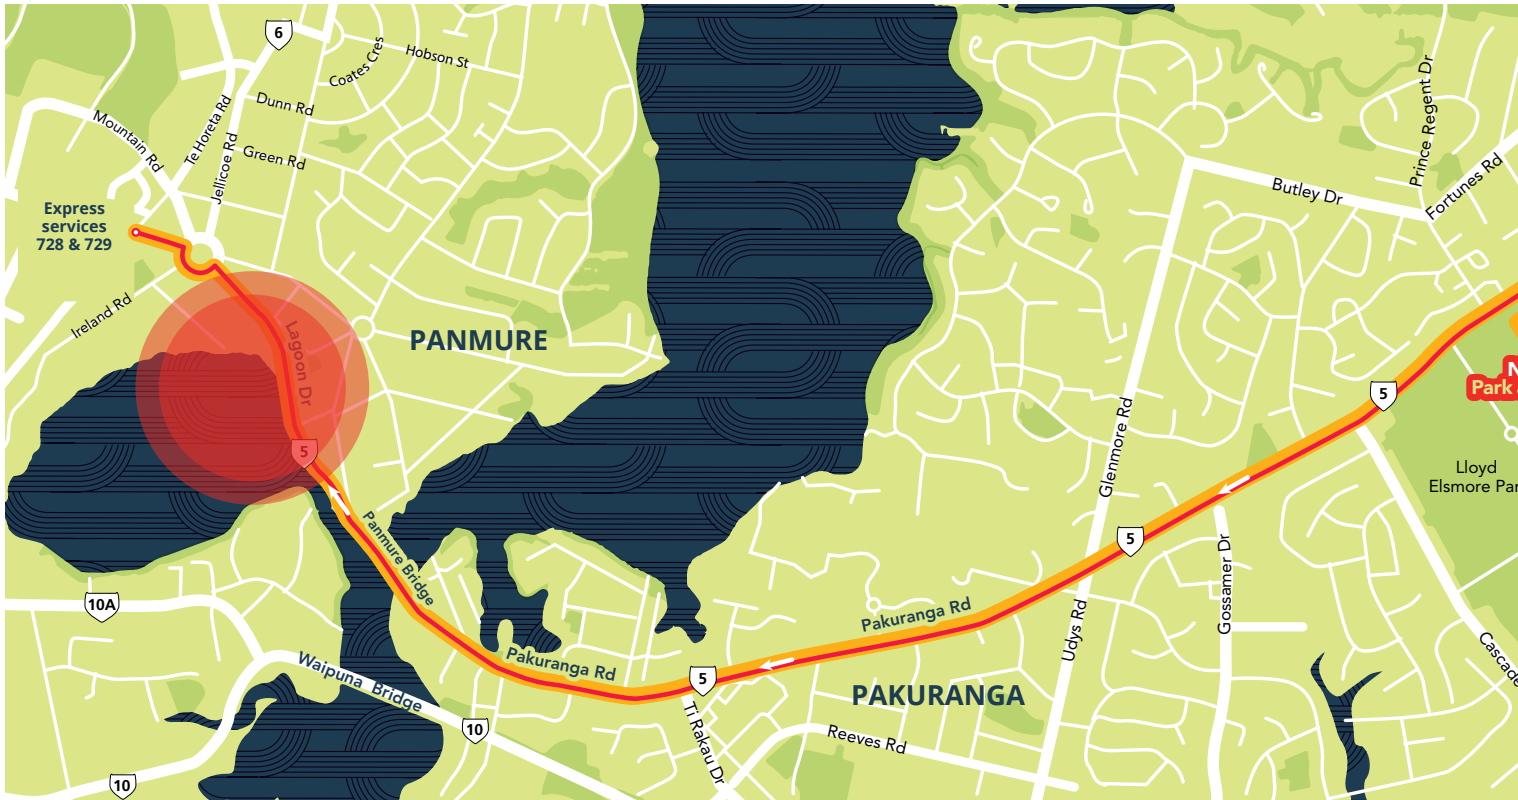 6
Coates Cres
Hobson St
Dunn Rd
Te Horeta Rd
Mountain Rd
Jellicoe Rd
Green Rd
Express
services
728 & 729
Ireland Rd
Lagoon Dr
PANMURE
5
Panmure Bridge
10A
Waipuna Bridge
10
10
Pakuranga Rd
5
Ti Rakau Dr
Pakuranga Rd
PAKURANGA
Reeves Rd
Udys Rd
Glenmore Rd
5
Gossamer Dr
Butley Dr
Prince Regent Dr
Fortunes Rd
5
N
Park
Lloyd
Elsmore Par
Cascade